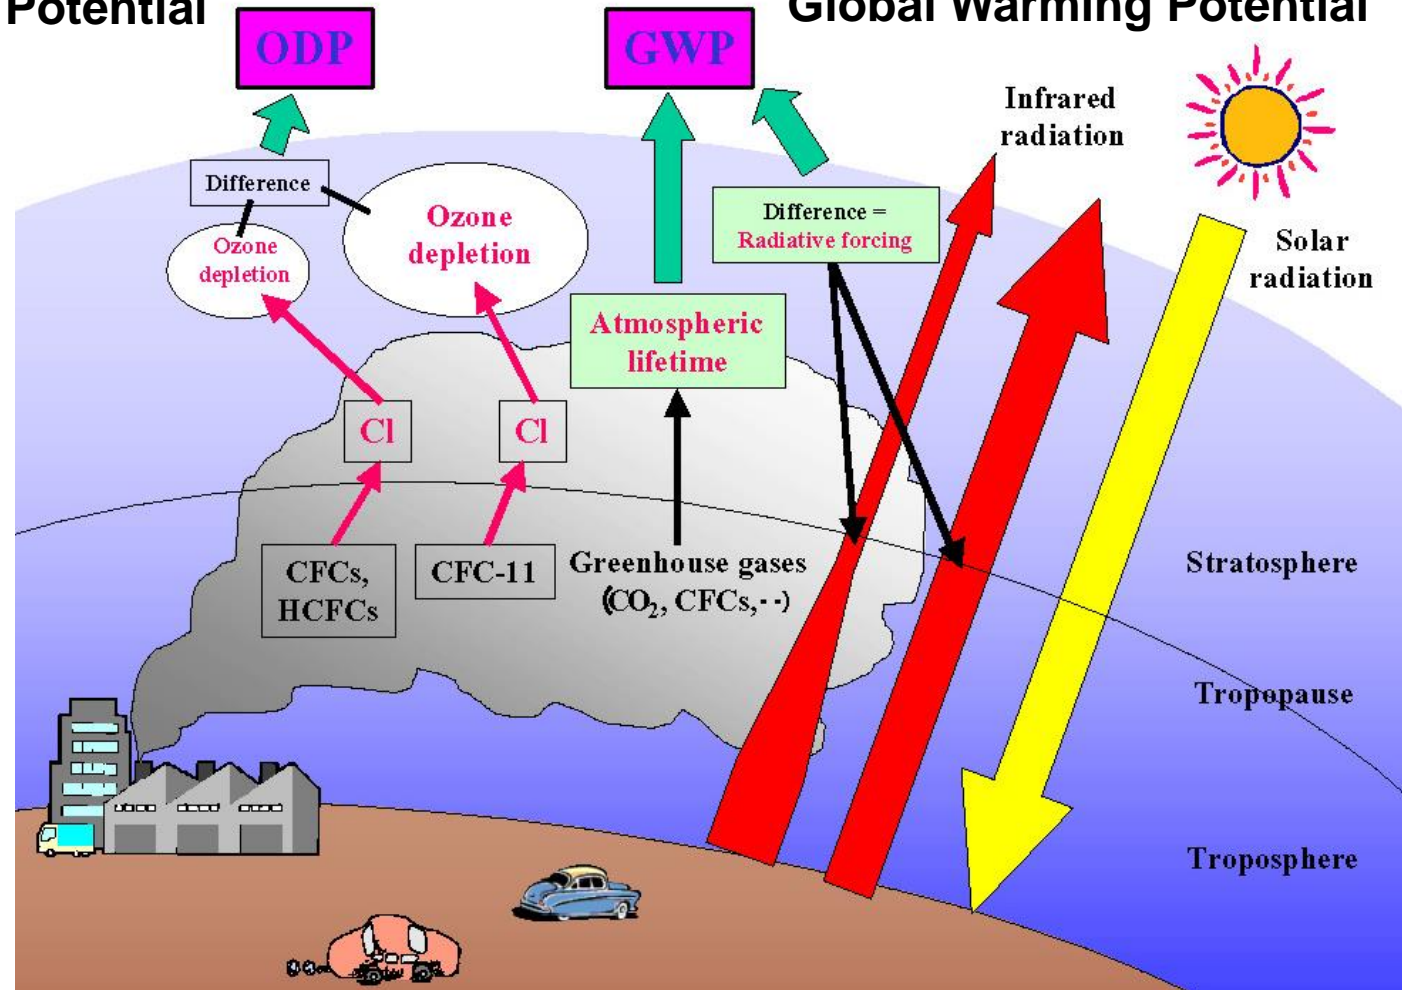 Potential
Global Warming Potential
ODP
GWP
Infrared
radiation
Solar
radiation
Difference
Ozone
depletion
Ozone
depletion
Difference =
Radiative forcing
Atmospheric
lifetime
Cl
Cl
CFCs,
HCFCs
CFC-11
Greenhouse gases
(CO₂, CFCs,--)
Stratosphere
Tropopause
Troposphere